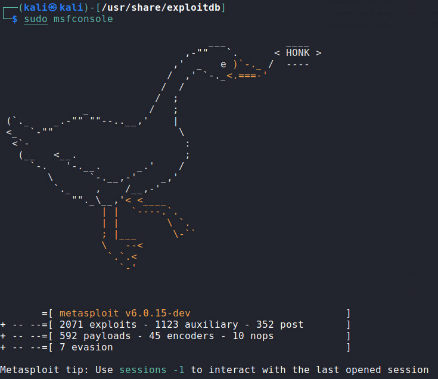 (kali㉿kali)-[/usr/share/exploitdb]
$ sudo msfconsole
< HONK >
=[ metasploit v6.0.15-dev ]
+ -- --=[ 2071 exploits - 1123 auxiliary - 352 post ]
+ -- --=[ 592 payloads - 45 encoders - 10 nops ]
+ -- --=[ 7 evasion ]
Metasploit tip: Use sessions -1 to interact with the last opened session